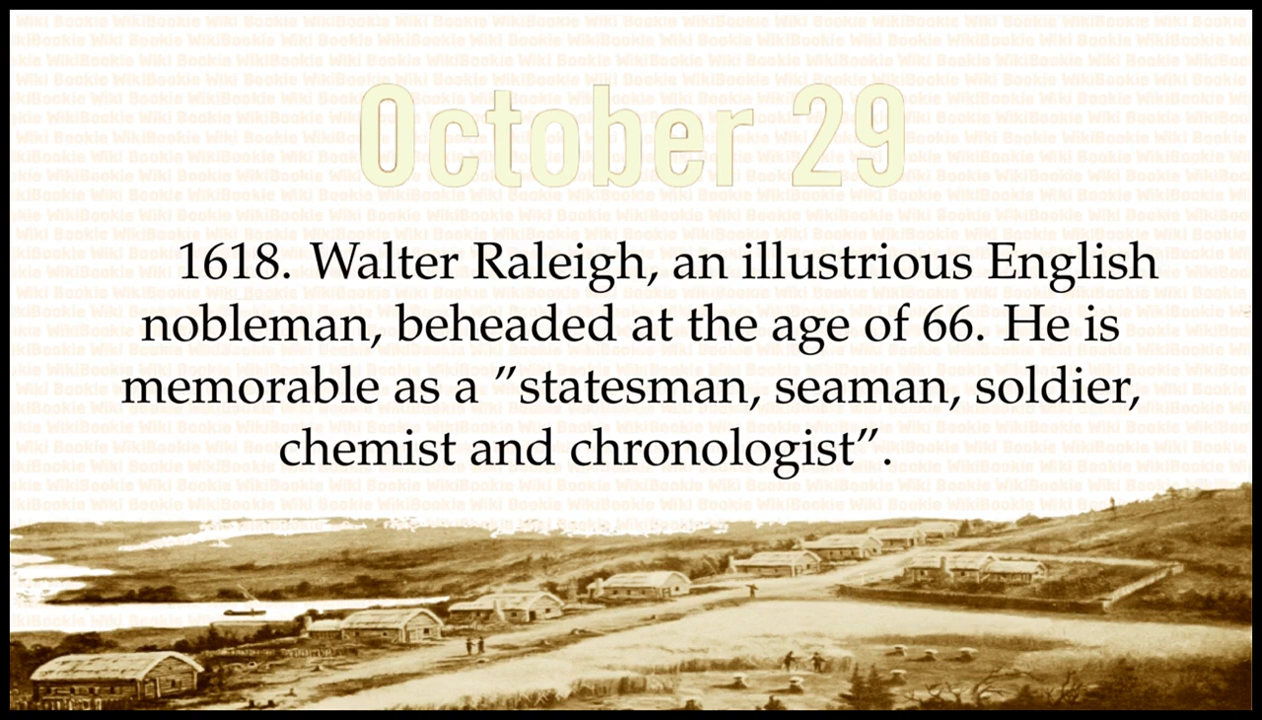 October 29
1618. Walter Raleigh, an illustrious English
nobleman, beheaded at the age of 66. He is
memorable as a ”statesman, seaman, soldier,
chemist and chronologist”.